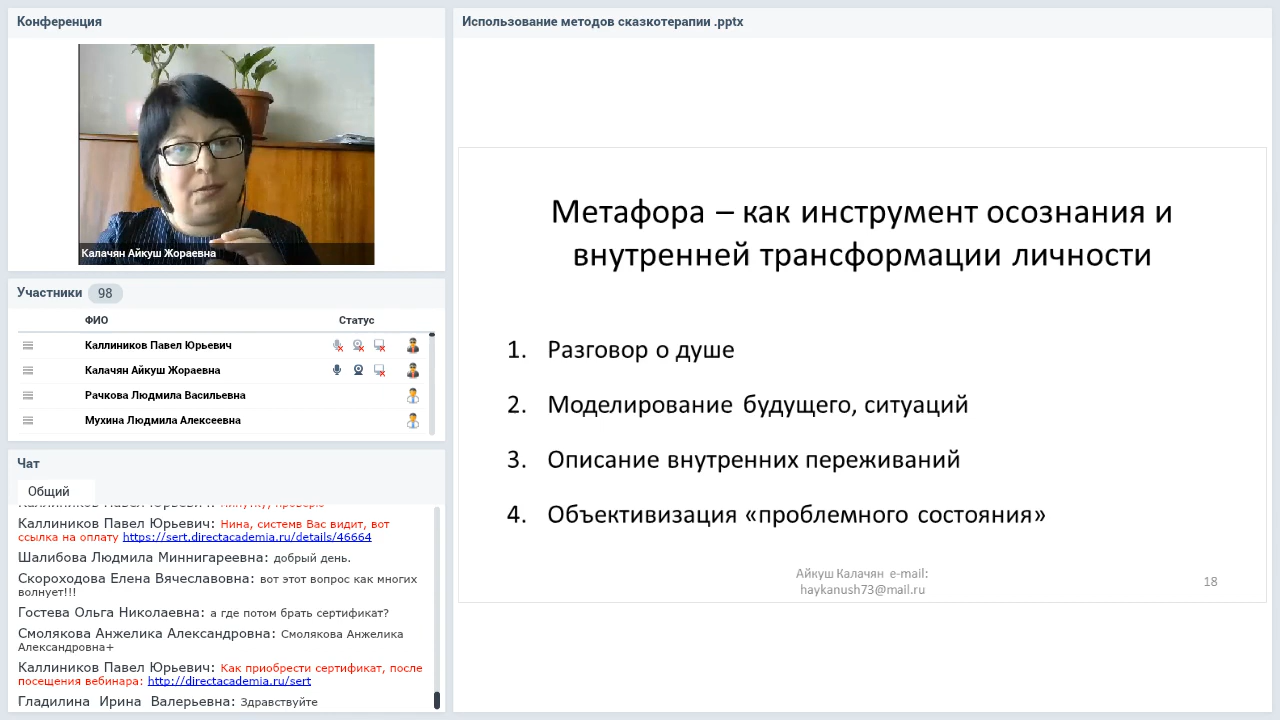 Конференция
Калачян Айкуш Жораевна
Участники 98
ФИО Статус
Каллиников Павел Юрьевич
Калачян Айкуш Жораевна
Рачкова Людмила Васильевна
Мухина Людмила Алексеевна
Чат
Общий
Каллиников Павел Юрьевич: Нина, системв Вас видит, вот
ссылка на оплату https://sert.directacademia.ru/details/46664
Шалибова Людмила Миннигареевна: добрый день.
Скороходова Елена Вячеславовна: вот этот вопрос как многих
волнует!!!
Гостева Ольга Николаевна: а где потом брать сертификат?
Смолякова Анжелика Александровна: Смолякова Анжелика
Александровна+
Каллиников Павел Юрьевич: Как приобрести сертификат, после
посещения вебинара: http://directacademia.ru/sert
Гладилина Ирина Валерьевна: Здравствуйте
Использование методов сказкотерапии .pptx
Метафора – как инструмент осознания и
внутренней трансформации личности
1. Разговор о душе
2. Моделирование будущего, ситуаций
3. Описание внутренних переживаний
4. Объективизация «проблемного состояния»
Айкуш Калачян e-mail:
haykanush73@mail.ru
18